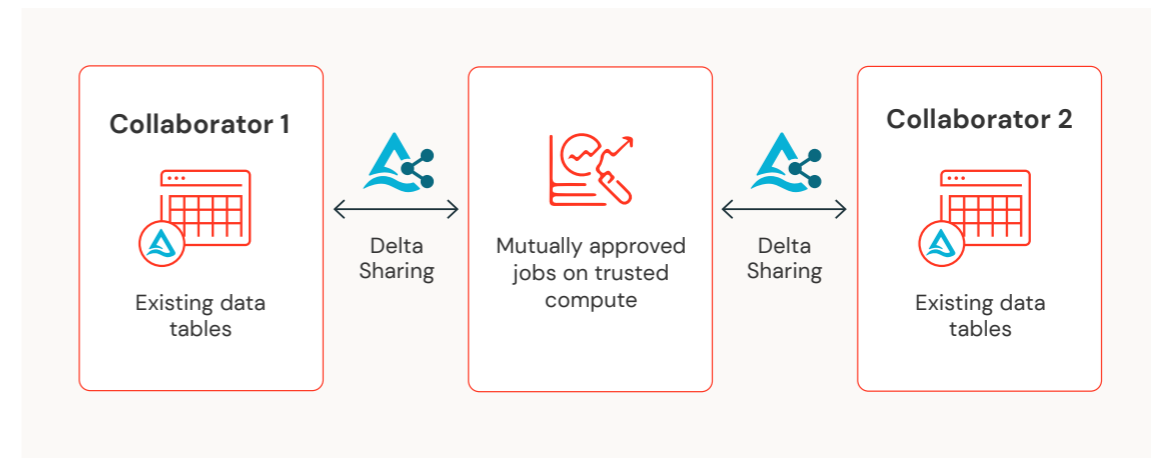 Collaborator 1
Existing data
tables
Delta
Sharing
Mutually approved
jobs on trusted
compute
Delta
Sharing
Collaborator 2
Existing data
tables